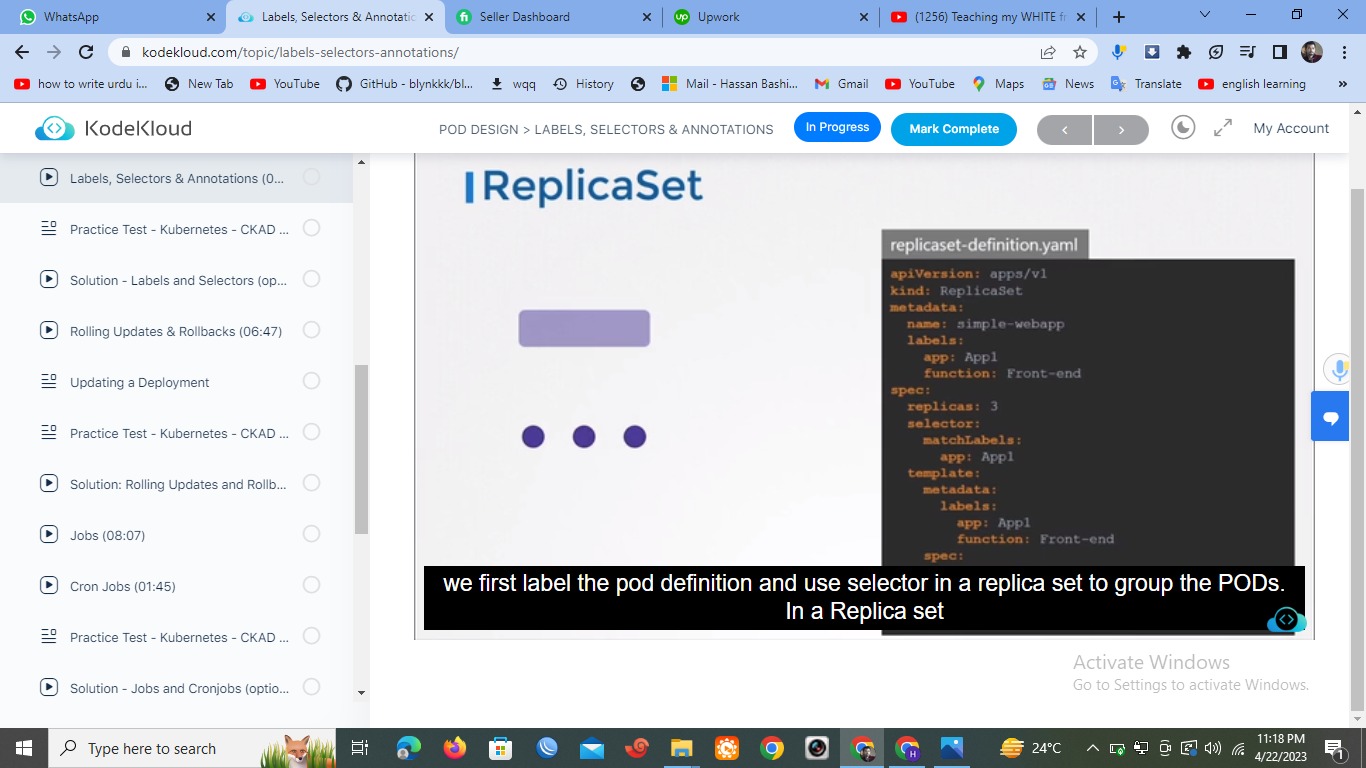 WhatsApp
Labels, Selectors & Annotatic
Seller Dashboard
Upwork
(1256) Teaching my WHITE fr
kodekloud.com/topic/labels-selectors-annotations/
how to write urdu i...
New Tab
YouTube
GitHub - blynkkk/bl...
wqq
History
Mail - Hassan Bashi...
Gmail
YouTube
Maps
News
Translate
english learning
KodeKloud
POD DESIGN > LABELS, SELECTORS & ANNOTATIONS
In Progress
Mark Complete
My Account
Labels, Selectors & Annotations (0...
Practice Test - Kubernetes - CKAD ...
Solution - Labels and Selectors (op...
Rolling Updates & Rollbacks (06:47)
Updating a Deployment
Practice Test - Kubernetes - CKAD ...
Solution: Rolling Updates and Rollb...
Jobs (08:07)
Cron Jobs (01:45)
Practice Test - Kubernetes - CKAD ...
Solution - Jobs and Cronjobs (optio...
ReplicaSet
replicaset-definition.yaml
apiVersion: apps/v1
kind: ReplicaSet
metadata:
name: simple-webapp
labels:
app: App1
function: Front-end
spec:
replicas: 3
selector:
matchLabels:
app: App1
template:
metadata:
labels:
app: App1
function: Front-end
spec:
we first label the pod definition and use selector in a replica set to group the PODs.
In a Replica set
Activate Windows
Go to Settings to activate Windows.
Type here to search
24°C
11:18 PM
4/22/2023
1